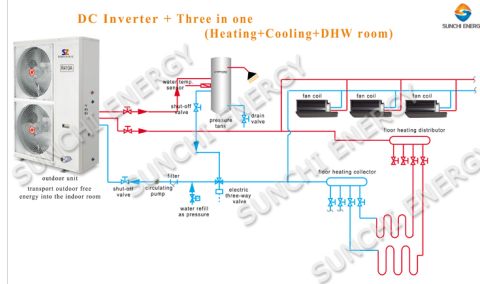 DC Inverter + Three in one
(Heating+Cooling+DHW room)
SUNCHI ENERGY
water temp.
sensor
shut-off
valve
pressure
tank
drain
valve
fan coil
fan coil
fan coil
floor heating distributor
outdoor unit
transport outdoor free
energy into the indoor room
shut-off
valve
circulating
pump
filter
water refill
as pressure
electric
three-way
valve
floor heating collector
SUNCHI ENERGY
SUNCHI ENERGY
SUNCHI ENERGY
SUNCHI ENERGY